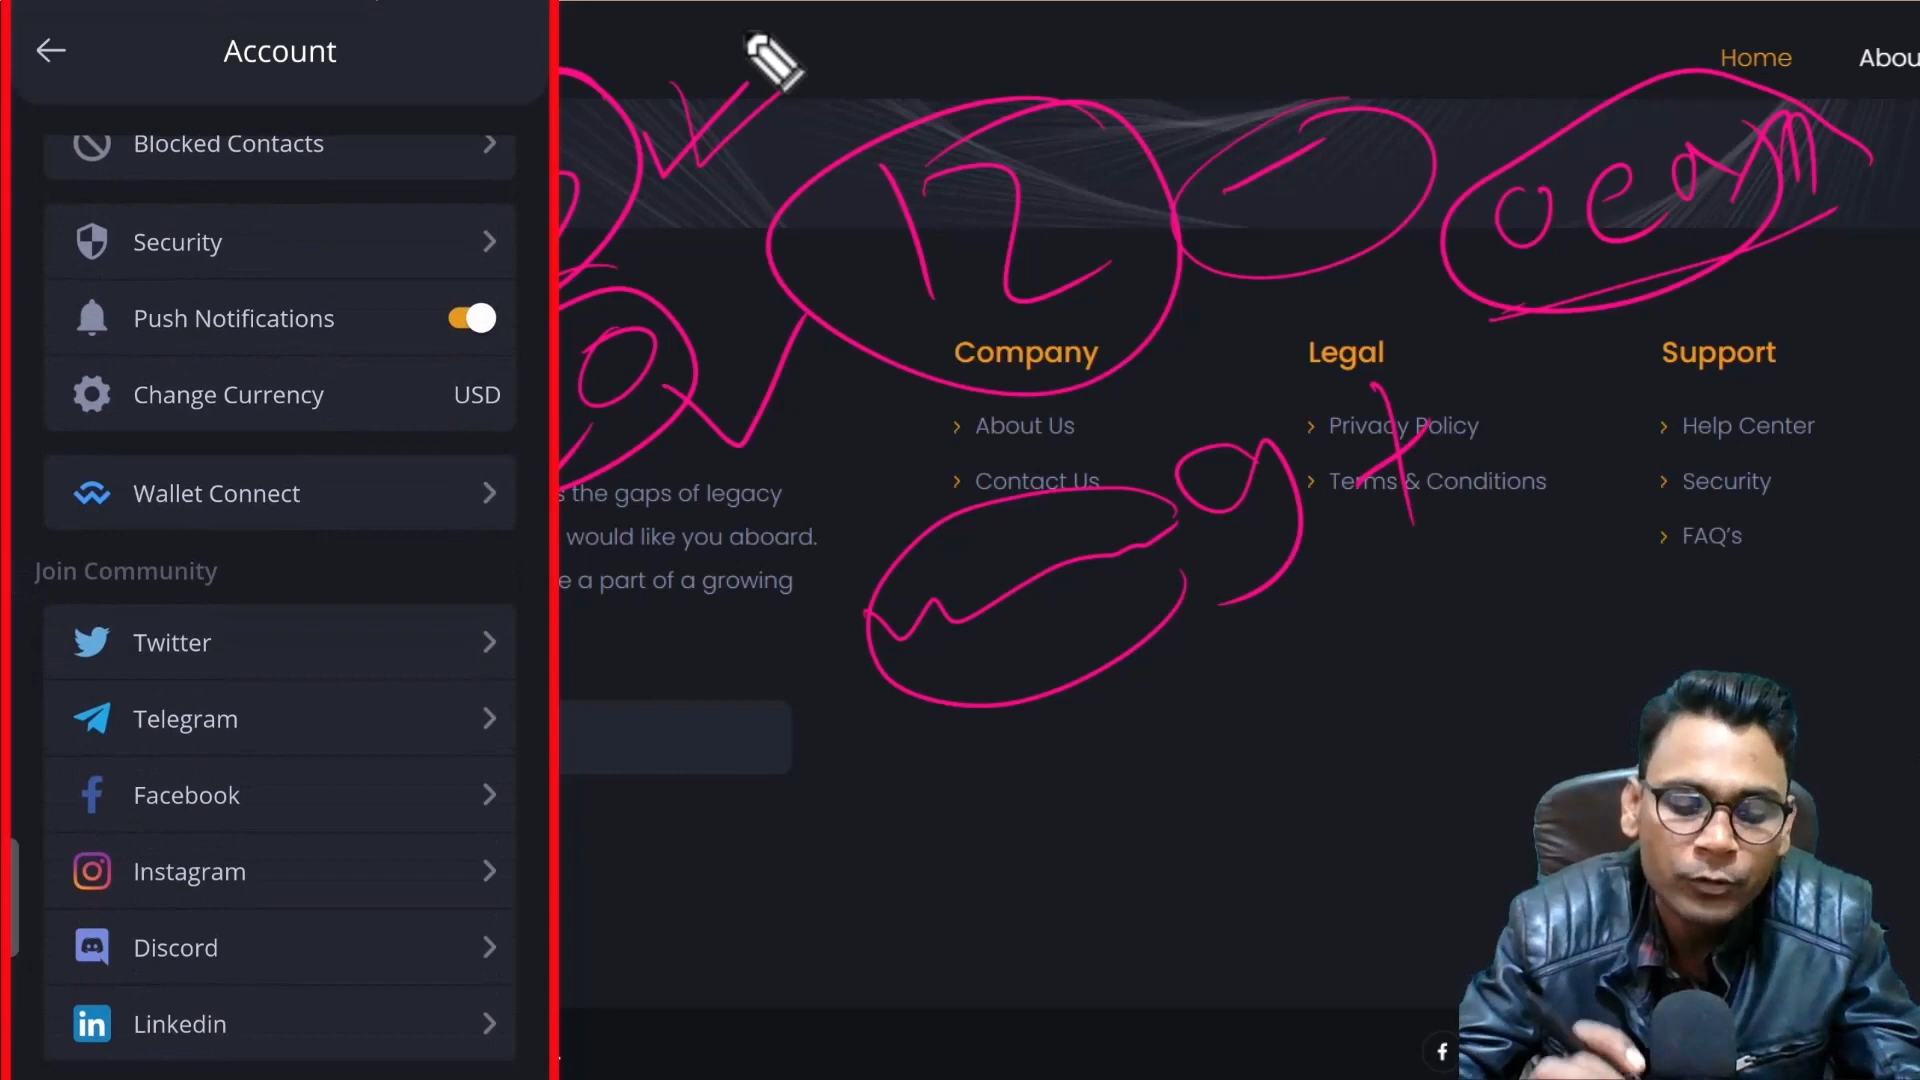 Account
Blocked Contacts
Security
Push Notifications
Change Currency USD
Wallet Connect
Join Community
Twitter
Telegram
Facebook
Instagram
Discord
Linkedin
Home Abou
12
Company
About Us
Contact Us
Legal
Privacy Policy
Terms & Conditions
Support
Help Center
Security
FAQ's
the gaps of legacy
would like you aboard.
a part of a growing